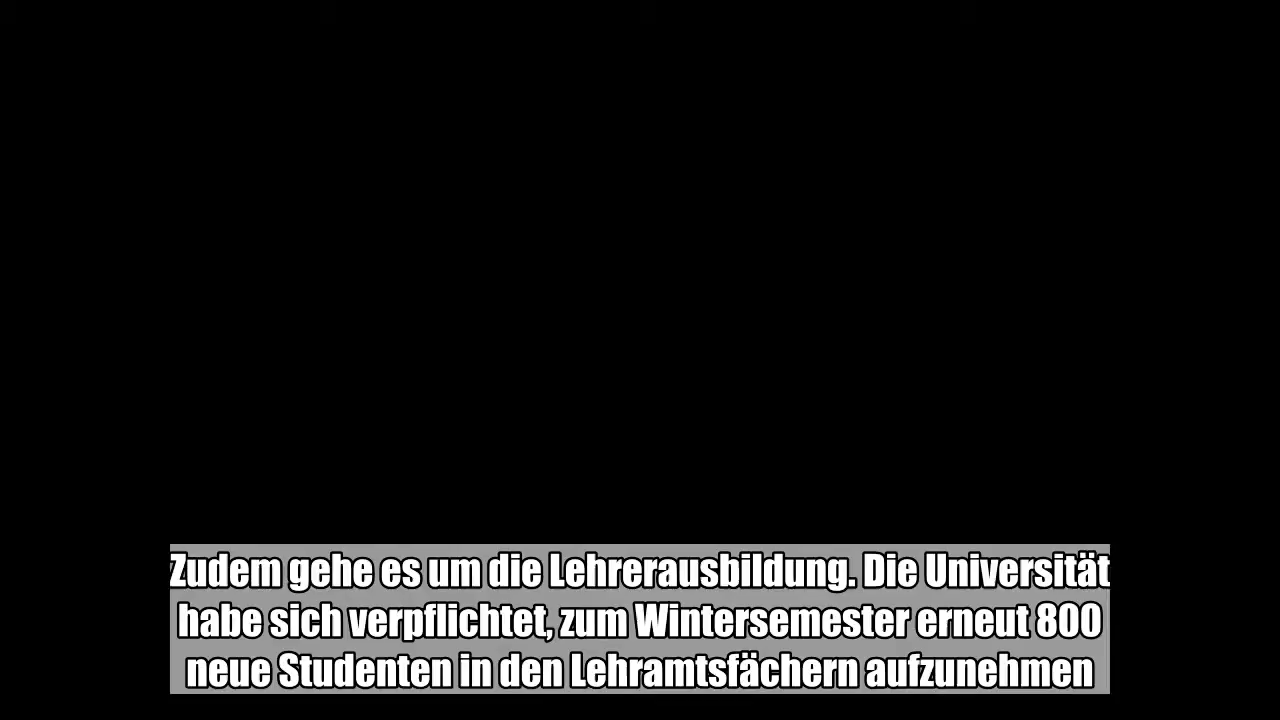 Zudem gehe es um die Lehrerausbildung. Die Universität
habe sich verpflichtet, zum Wintersemester erneut 800
neue Studenten in den Lehramtsfächern aufzunehmen